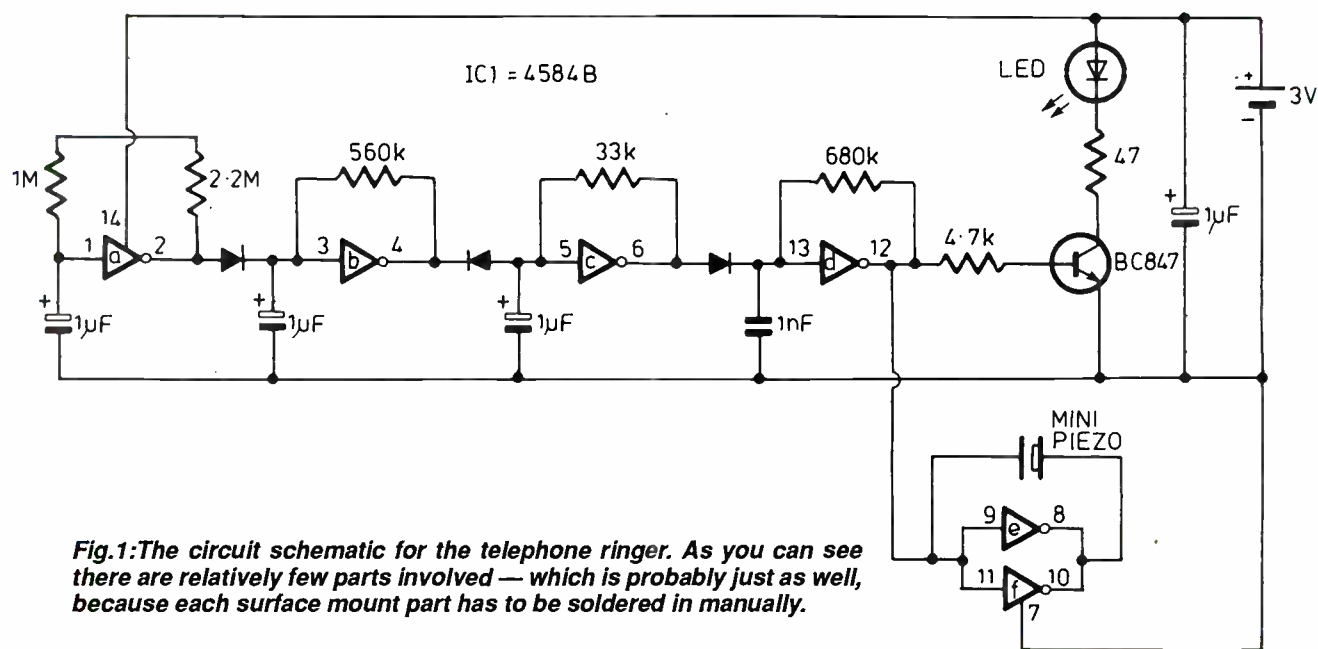 IC1 = 4584B
LED
+
3V
-
1M
2·2M
560k
33k
680k
47
14
1
a
2
3
b
4
5
c
6
13
d
12
4·7k
BC847
+
1µF
+
1µF
+
1µF
+
1µF
1nF
MINI
PIEZO
9
e
8
11
f
10
7
Fig.1:The circuit schematic for the telephone ringer. As you can see
there are relatively few parts involved — which is probably just as well,
because each surface mount part has to be soldered in manually.